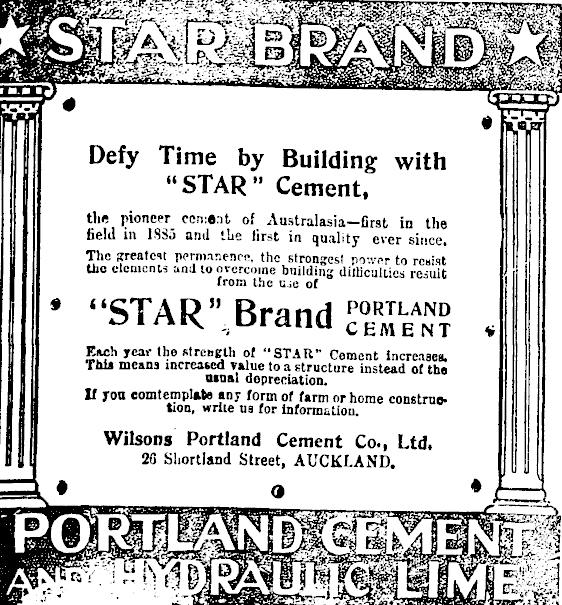 STAR BRAND
Defy Time by Building with
"STAR" Cement,
the pioneer cement of Australasia—first in the
field in 1885 and the first in quality ever since.
The greatest permanence, the strongest power to resist
the elements and to overcome building difficulties result
from the use of
"STAR" Brand PORTLAND
CEMENT
Each year the strength of "STAR" Cement increases.
This means increased value to a structure instead of the
usual depreciation.
If you comtemplate any form of farm or home construc-
tion, write us for information.
Wilsons Portland Cement Co., Ltd.
26 Shortland Street, AUCKLAND.
PORTLAND CEMENT
AND HYDRAULIC LIME